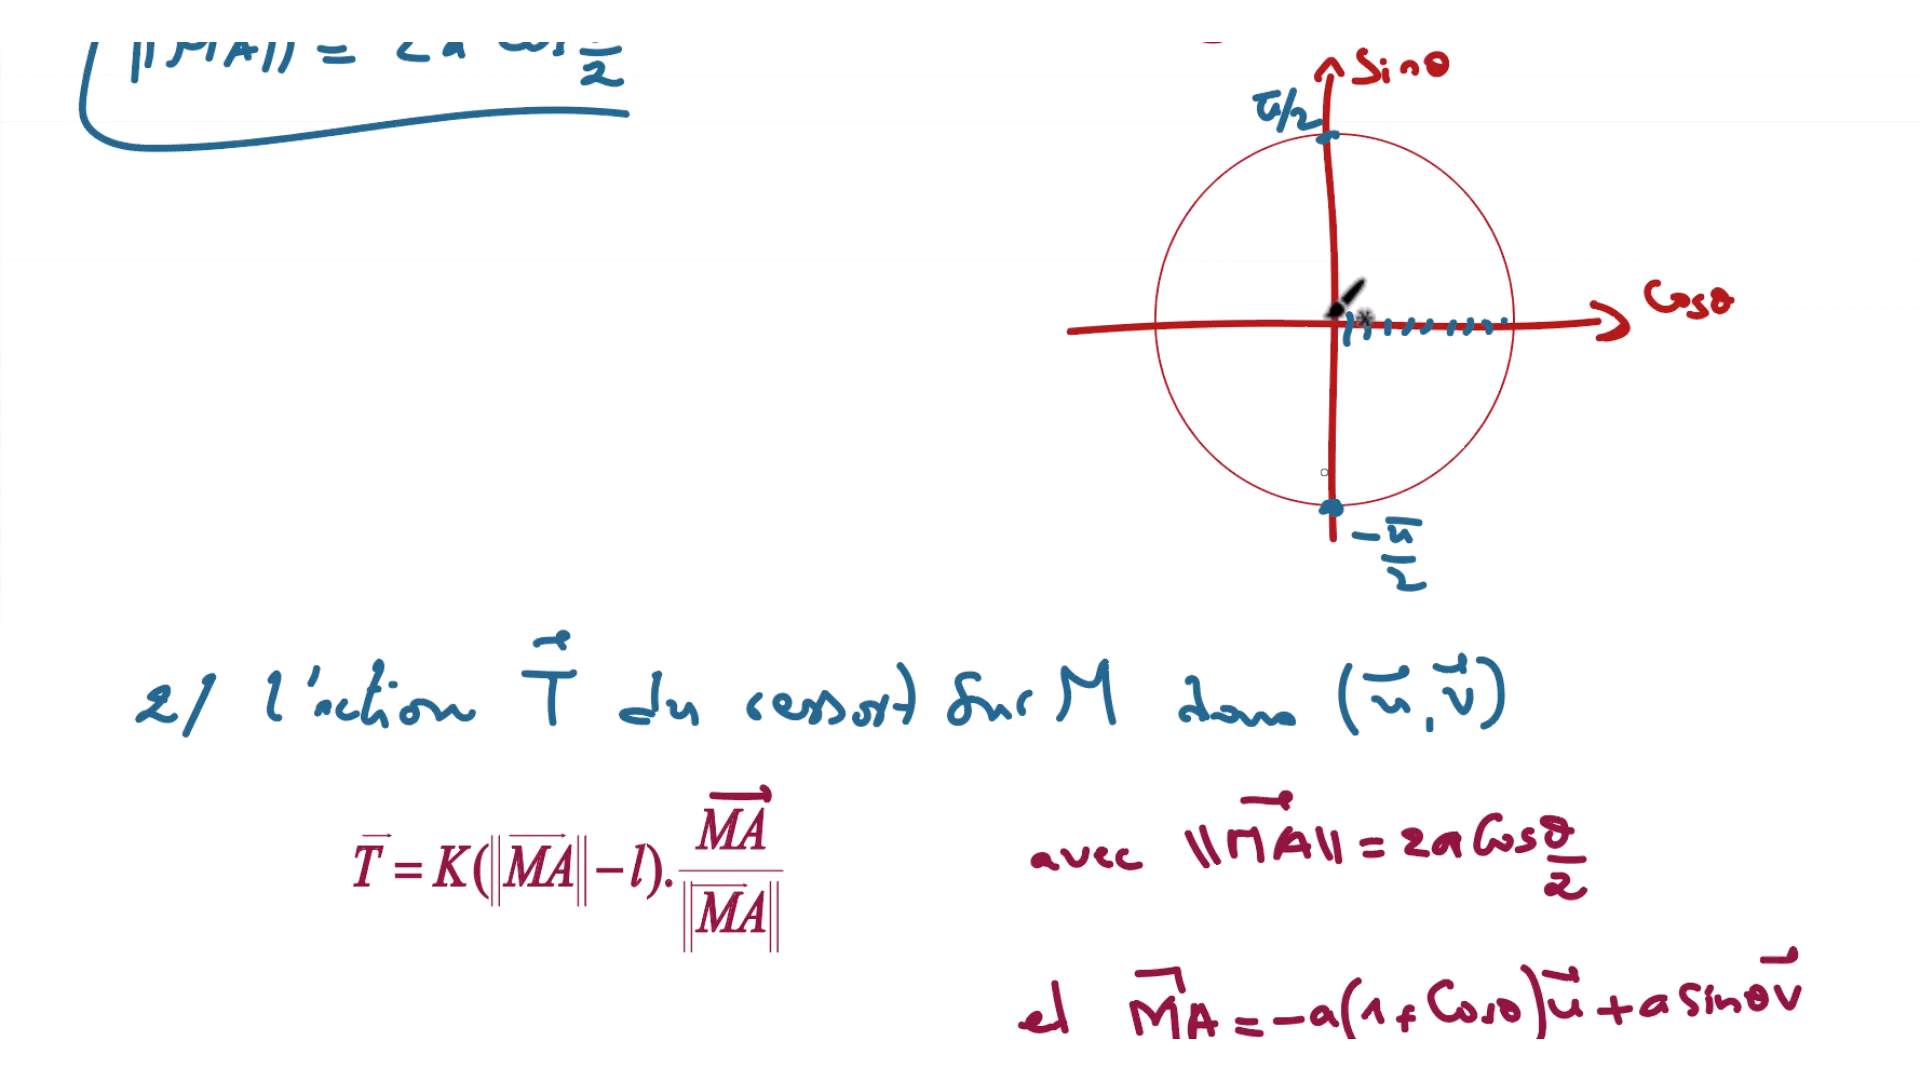 ||MA|| = 2a cos θ/2
sinθ
π/2
cosθ
-π/2
2/ l'action T⃗ du ressort sur M dans (u⃗, v⃗)
T⃗ = K(||MA⃗|| − l). MA⃗ / ||MA⃗||
avec ||MA⃗|| = 2a cos θ/2
et MA⃗ = −a(1 + cosθ)u⃗ + a sinθ v⃗